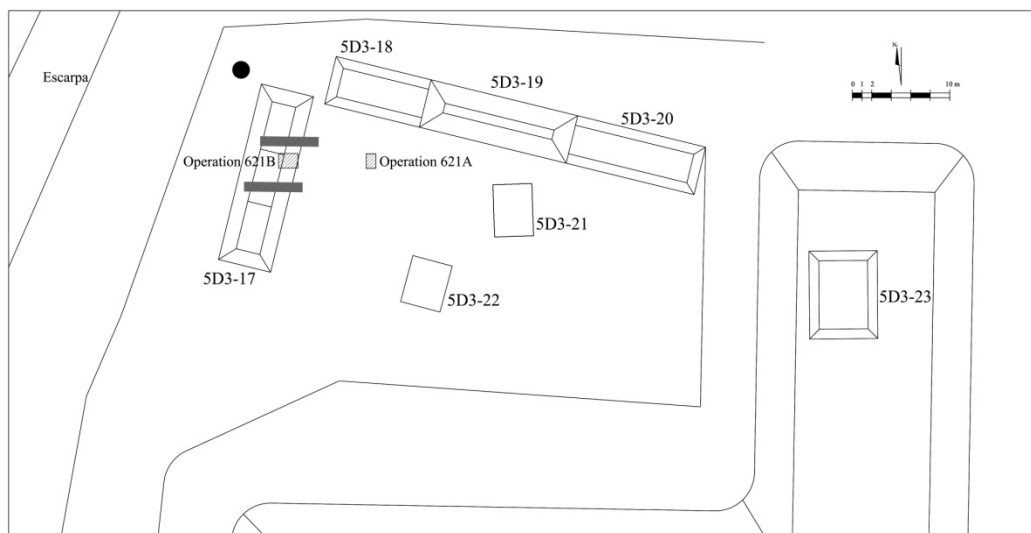 5D3-18
N
Escarpa
5D3-19
0 1 2 10 m
5D3-20
Operation 621B
Operation 621A
5D3-21
5D3-17
5D3-22
5D3-23